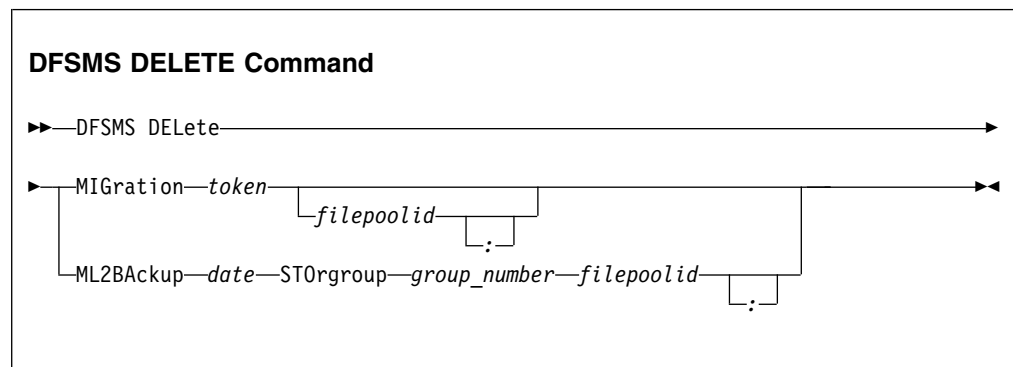 DFSMS DELETE Command
DFSMS DELete
MIGration token
filepoolid
:
ML2BAckup date STOrgroup group_number filepoolid
: